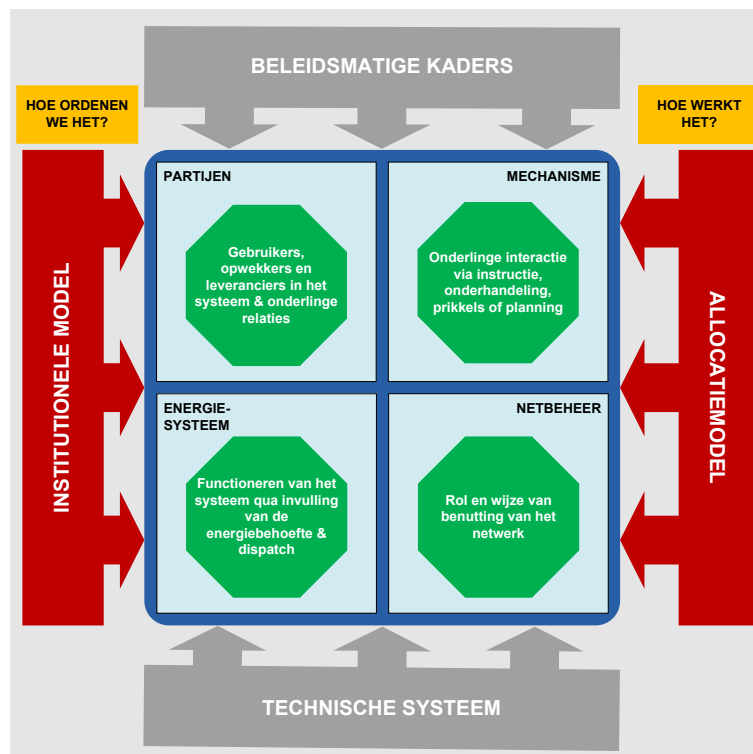 BELEIDSMATIGE KADERS
HOE ORDENEN
WE HET?
HOE WERKT
HET?
INSTITUTIONELE MODEL
PARTIJEN
Gebruikers,
opwekkers en
leveranciers in het
systeem & onderlinge
relaties
MECHANISME
Onderlinge interactie
via instructie,
onderhandeling,
prikkels of planning
ENERGIE-
SYSTEEM
Functioneren van het
systeem qua invulling
van de
energiebehoefte &
dispatch
NETBEHEER
Rol en wijze van
benutting van het
netwerk
ALLOCATIEMODEL
TECHNISCHE SYSTEEM